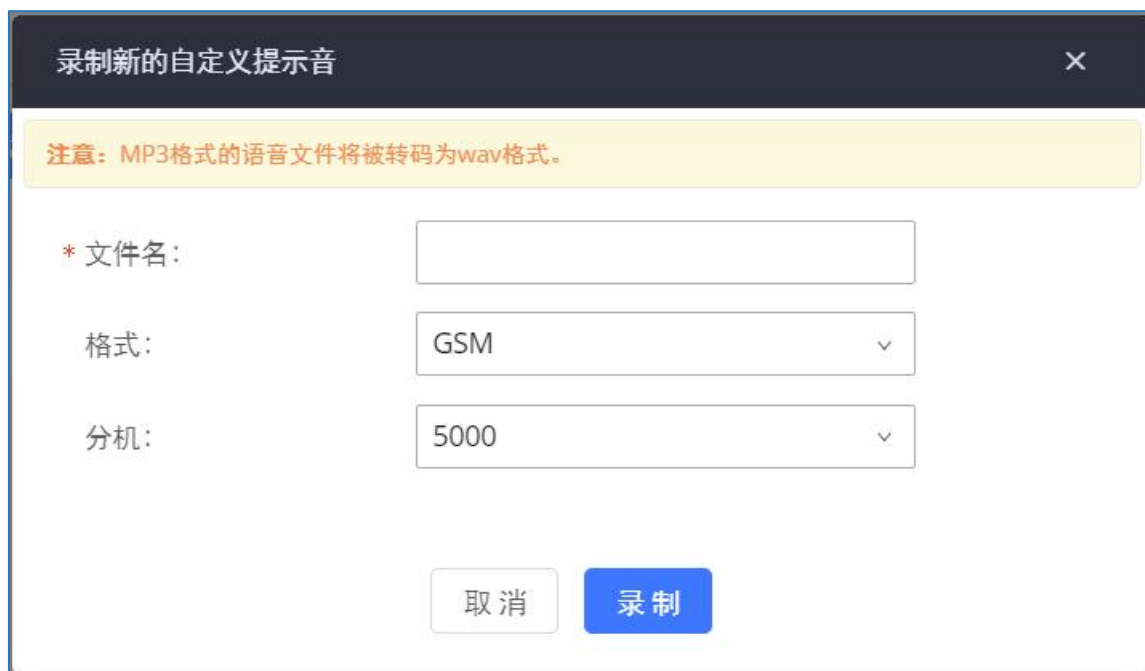 录制新的自定义提示音
注意：MP3格式的语音文件将被转码为wav格式。
* 文件名：
格式： GSM
分机： 5000
取消 录制